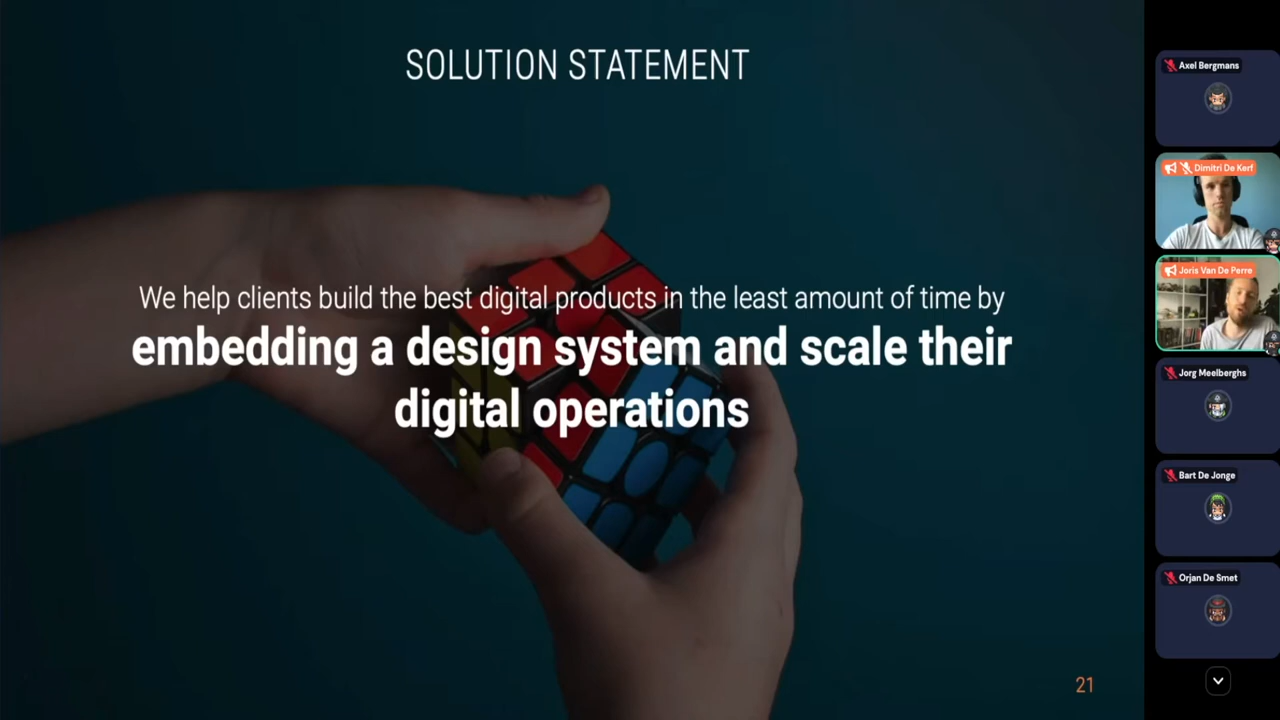 SOLUTION STATEMENT
We help clients build the best digital products in the least amount of time by
embedding a design system and scale their
digital operations
21
Axel Bergmans
Dimitri De Kerf
Joris Van De Perre
Jorg Meelberghs
Bart De Jonge
Orjan De Smet